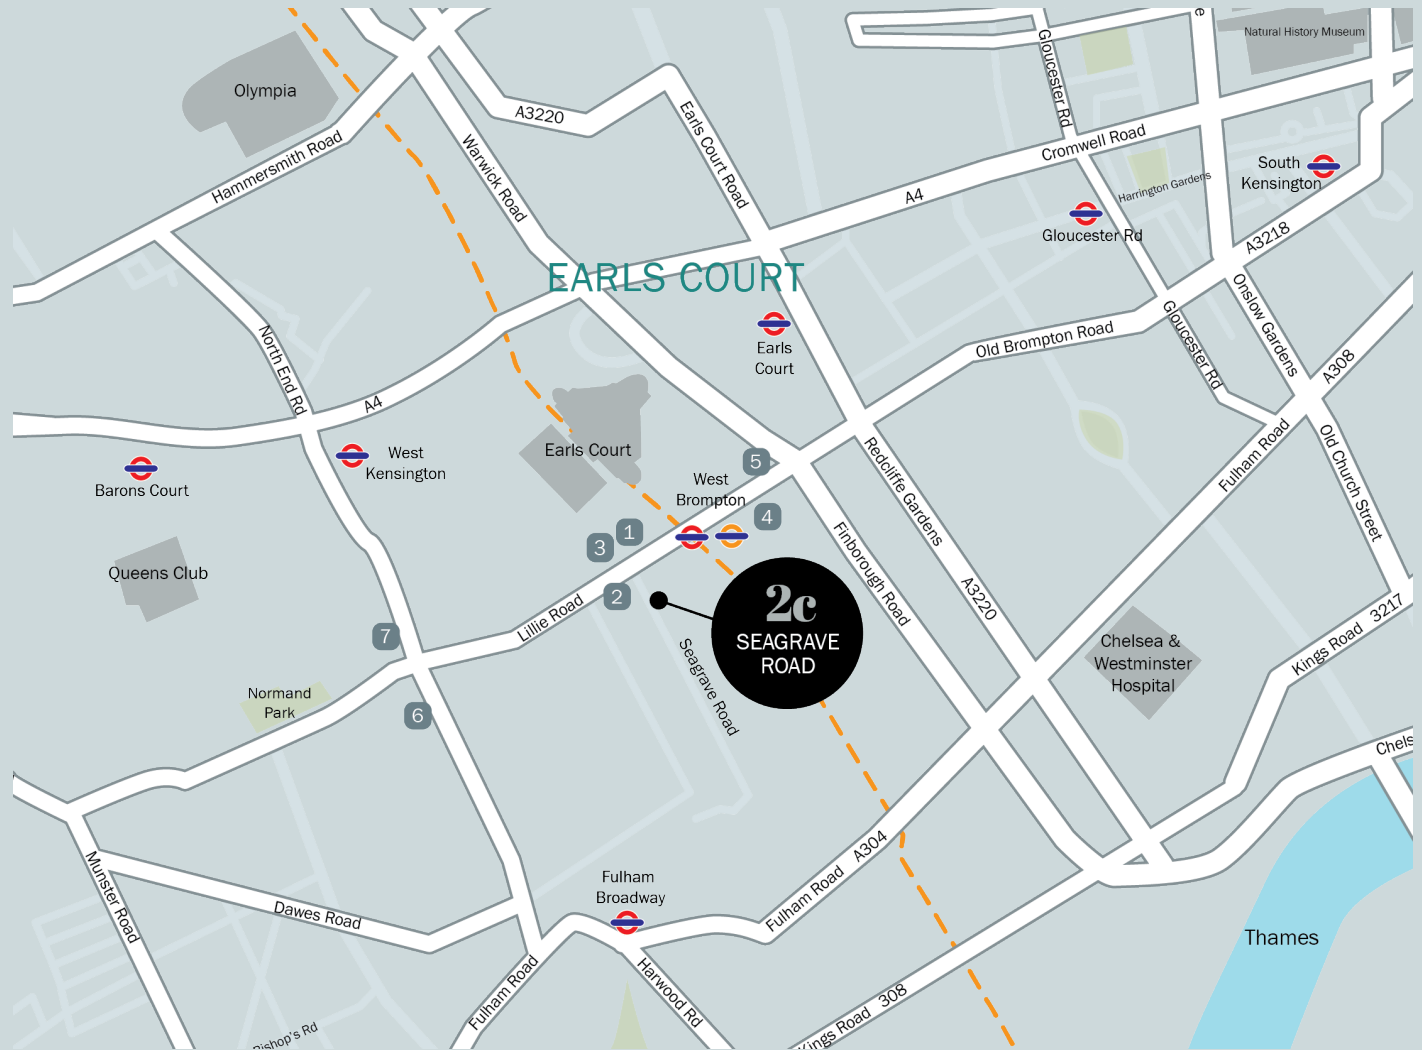 Natural History Museum
e
Gloucester Rd
Olympia
A3220
Hammersmith Road
Warwick Road
Earls Court Road
Cromwell Road
A4
Harrington Gardens
South
Kensington
Gloucester Rd
A3218
EARLS COURT
Onslow Gardens
Gloucester Rd
Old Brompton Road
Earls
Court
North End Rd
A4
A308
Fulham Road
Old Church Street
West
Kensington
Barons Court
Earls Court
5
West
Brompton
4
1
3
2
Redcliffe Gardens
Finborough Road
A3220
Queens Club
2c
SEAGRAVE
ROAD
Lillie Road
Seagrave Road
7
6
Normand
Park
Chelsea &
Westminster
Hospital
Kings Road 3217
Chels
Munster Road
Dawes Road
Fulham
Broadway
Fulham Road A304
Fulham Road
Harwood Rd
Kings Road 308
Thames
Bishop's Rd